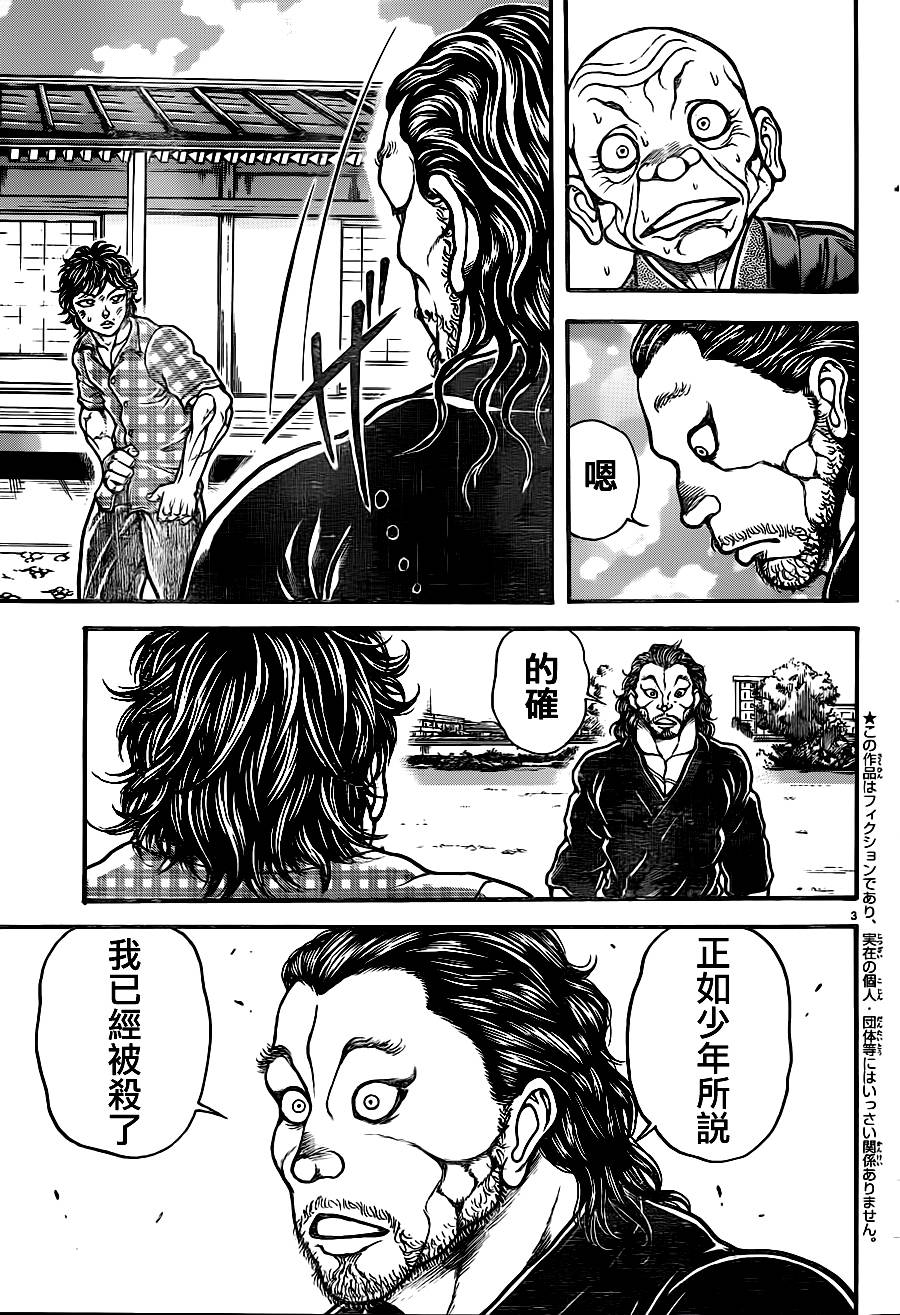 嗯
ザッ
的確
正如少年所説
我已經被殺了
3
★この作品はフィクションであり、実在の個人・団体等にはいっさい関係ありません。